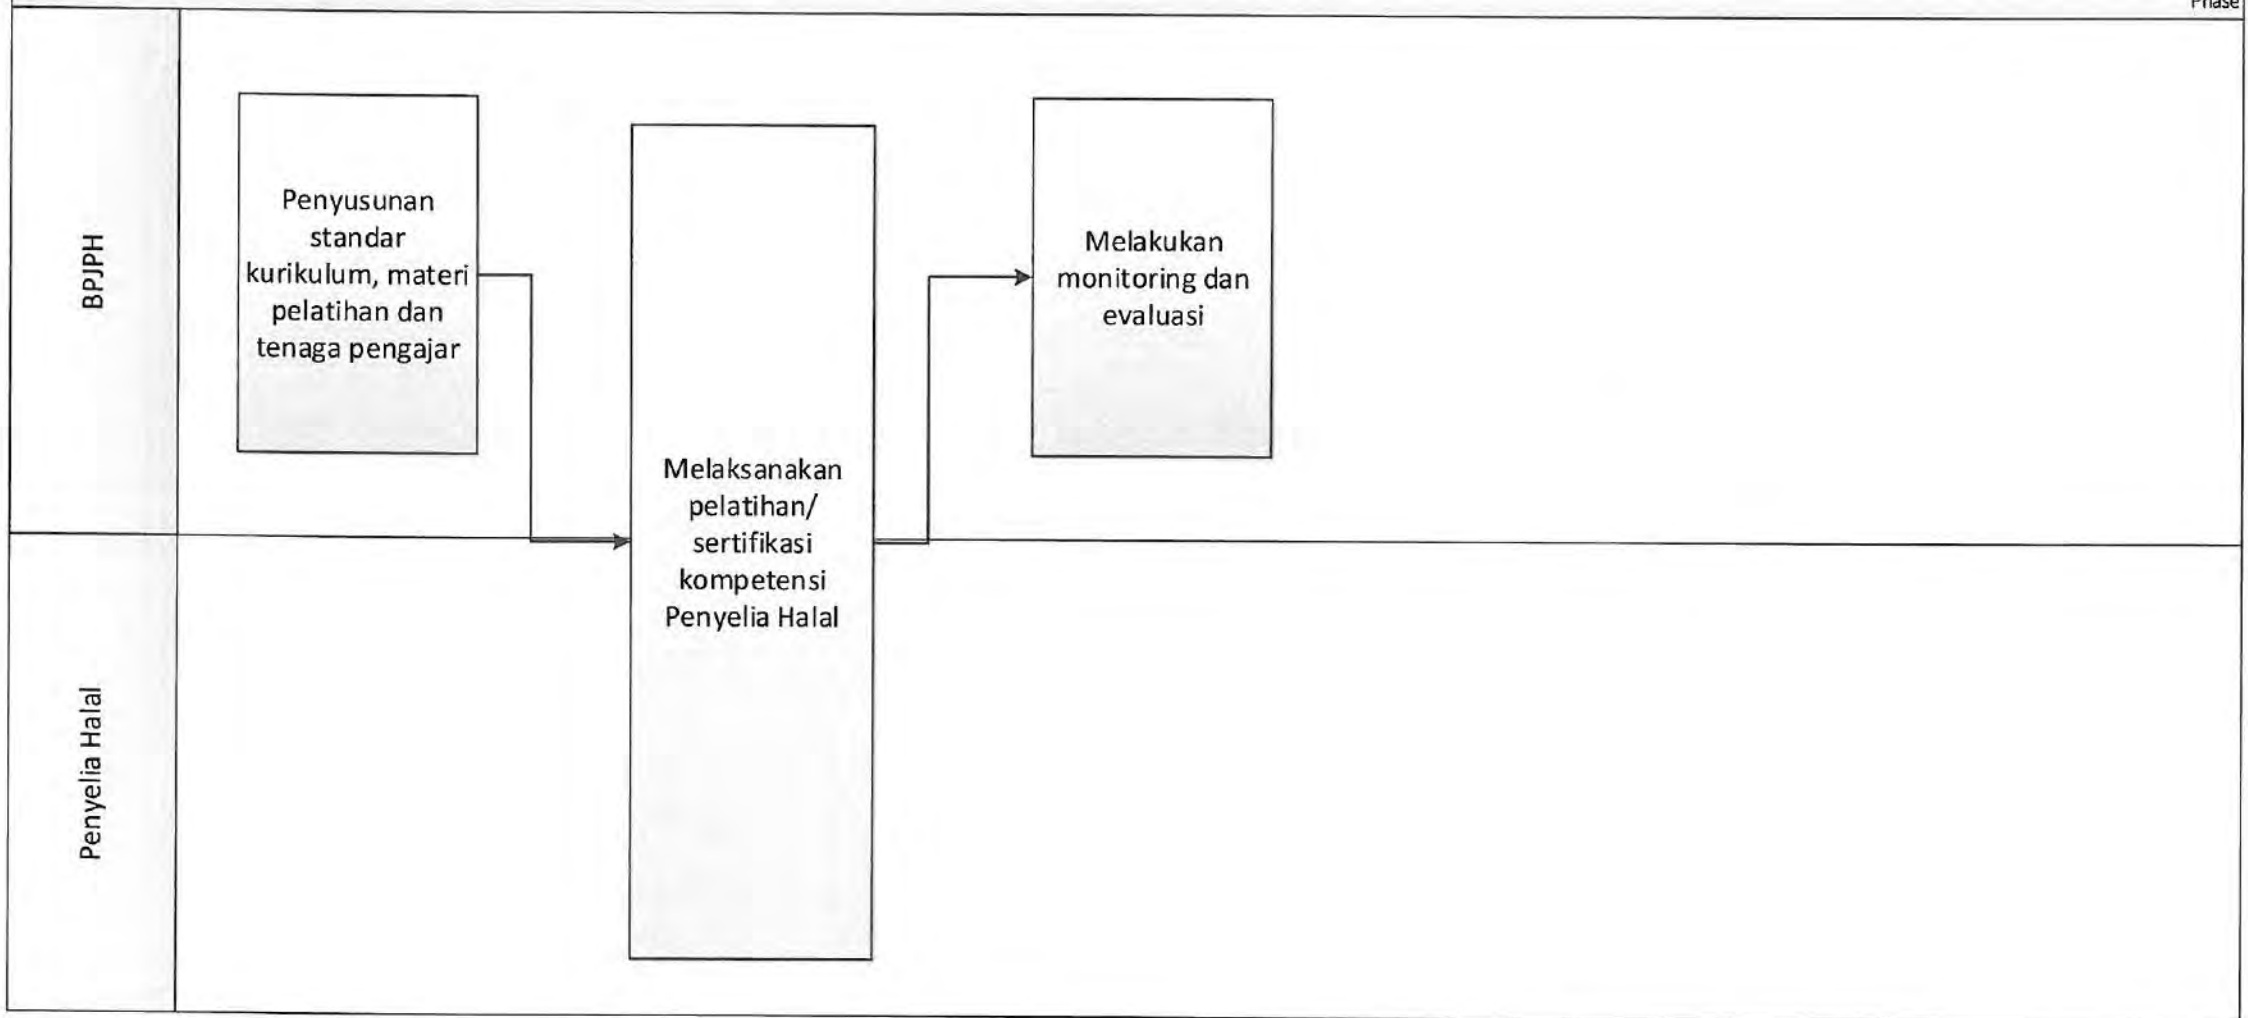 Phase
BPJPH
Penyusunan
standar
kurikulum, materi
pelatihan dan
tenaga pengajar
Melaksanakan
pelatihan/
sertifikasi
kompetensi
Penyelia Halal
Melakukan
monitoring dan
evaluasi
Penyelia Halal